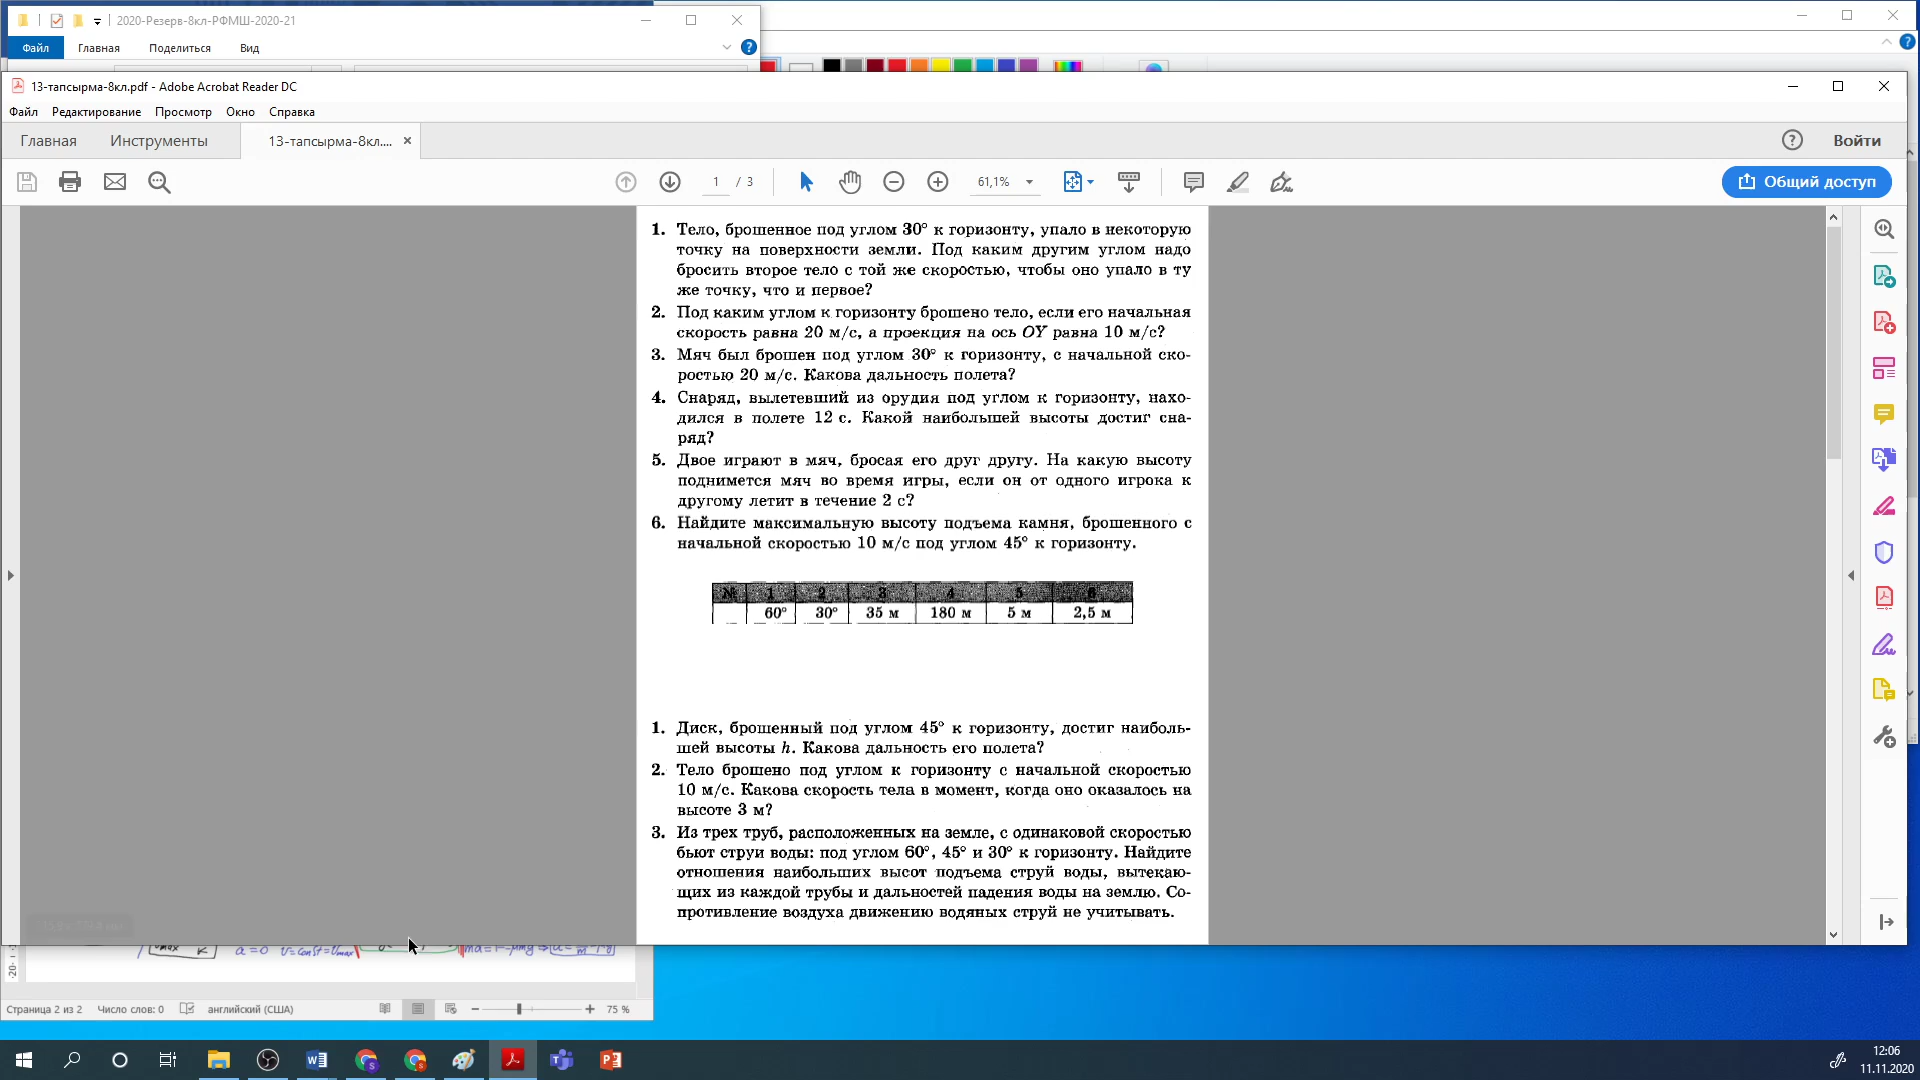 2020-Резерв-8кл-РФМШ-2020-21
Файл Главная Поделиться Вид
13-тапсырма-8кл.pdf - Adobe Acrobat Reader DC
Файл Редактирование Просмотр Окно Справка
Главная Инструменты 13-тапсырма-8кл.... Войти
1 / 3 61,1% Общий доступ
1. Тело, брошенное под углом 30° к горизонту, упало в некоторую
точку на поверхности земли. Под каким другим углом надо
бросить второе тело с той же скоростью, чтобы оно упало в ту
же точку, что и первое?
2. Под каким углом к горизонту брошено тело, если его начальная
скорость равна 20 м/с, а проекция на ось OY равна 10 м/с?
3. Мяч был брошен под углом 30° к горизонту, с начальной ско-
ростью 20 м/с. Какова дальность полета?
4. Снаряд, вылетевший из орудия под углом к горизонту, нахо-
дился в полете 12 с. Какой наибольшей высоты достиг сна-
ряд?
5. Двое играют в мяч, бросая его друг другу. На какую высоту
поднимется мяч во время игры, если он от одного игрока к
другому летит в течение 2 с?
6. Найдите максимальную высоту подъема камня, брошенного с
начальной скоростью 10 м/с под углом 45° к горизонту.
№ 1 2 3 4 5 6
60° 30° 35 м 180 м 5 м 2,5 м
1. Диск, брошенный под углом 45° к горизонту, достиг наиболь-
шей высоты h. Какова дальность его полета?
2. Тело брошено под углом к горизонту с начальной скоростью
10 м/с. Какова скорость тела в момент, когда оно оказалось на
высоте 3 м?
3. Из трех труб, расположенных на земле, с одинаковой скоростью
бьют струи воды: под углом 60°, 45° и 30° к горизонту. Найдите
отношения наибольших высот подъема струй воды, вытекаю-
щих из каждой трубы и дальностей падения воды на землю. Со-
противление воздуха движению водяных струй не учитывать.
a=0 v=const=vmax
Страница 2 из 2 Число слов: 0 английский (США) 75 %
12:06
11.11.2020